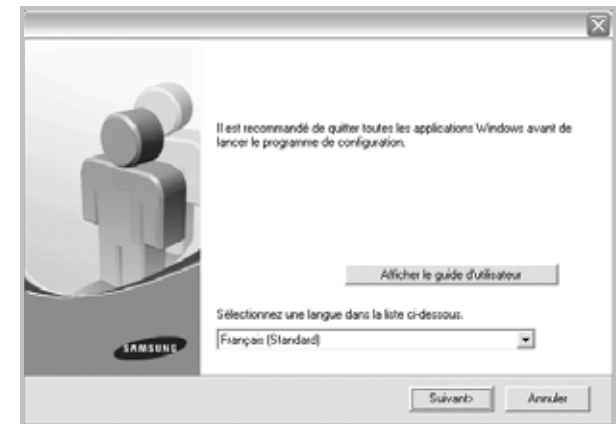 Il est recommandé de quitter toutes les applications Windows avant de
lancer le programme de configuration.
Afficher le guide d'utilisateur
Sélectionnez une langue dans la liste ci-dessous.
Français (Standard)
SAMSUNG
Suivant>
Annuler